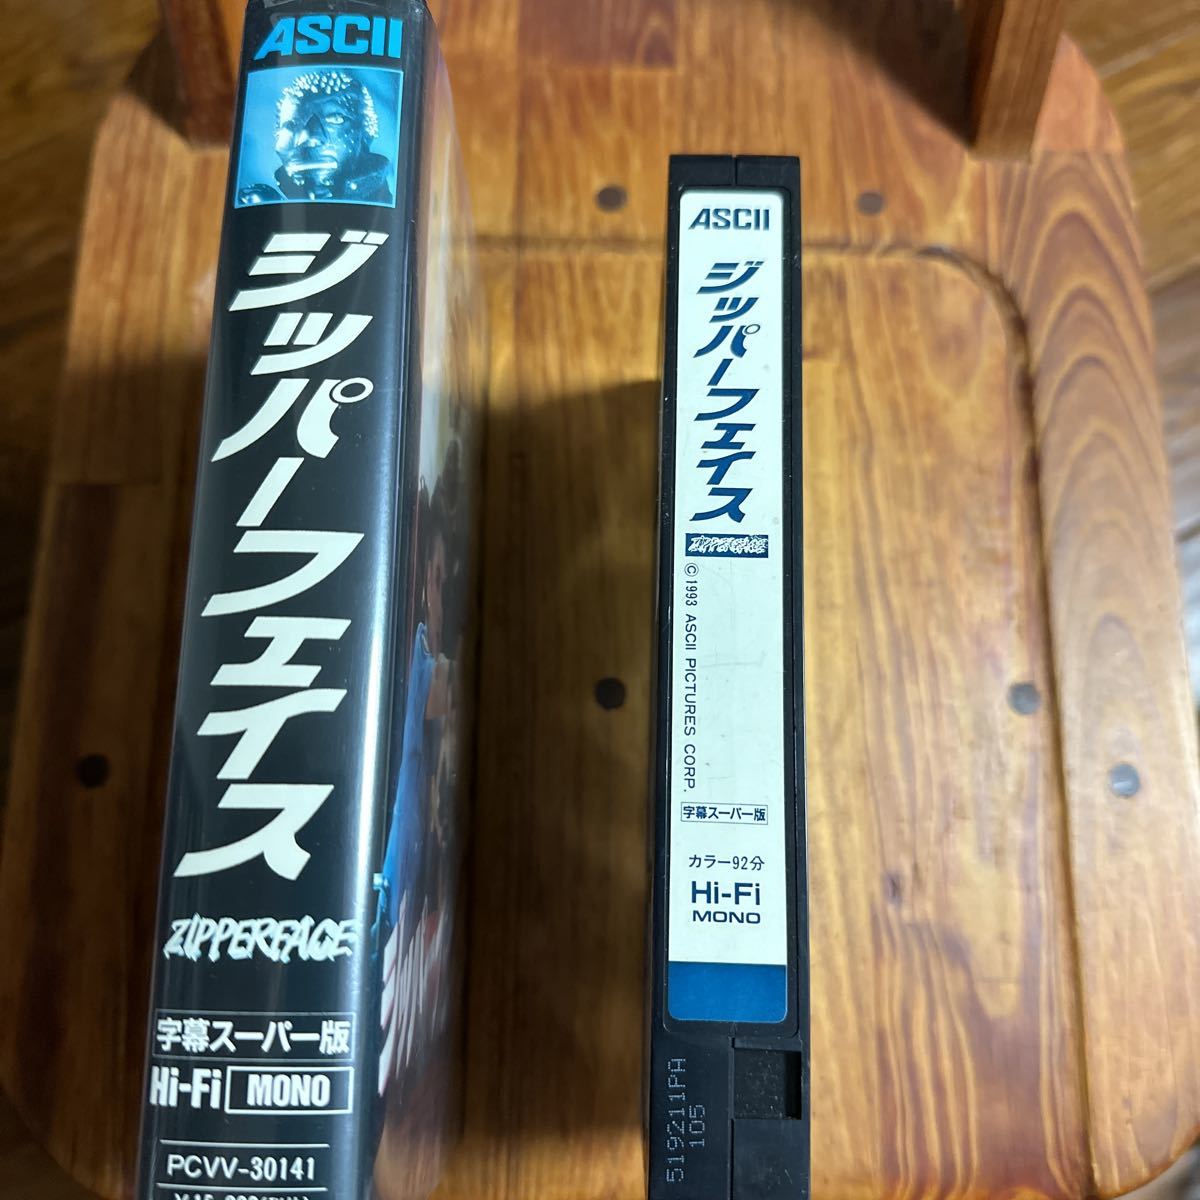 ASCII
ジッパーフェイス
ZIPPERFACE
字幕スーパー版
Hi-Fi MONO
PCVV-30141
ASCII
ジッパーフェイス
ZIPPERFACE
© 1993 ASCII PICTURES CORP.
字幕スーパー版
カラー92分
Hi-Fi
MONO
519211PH
105